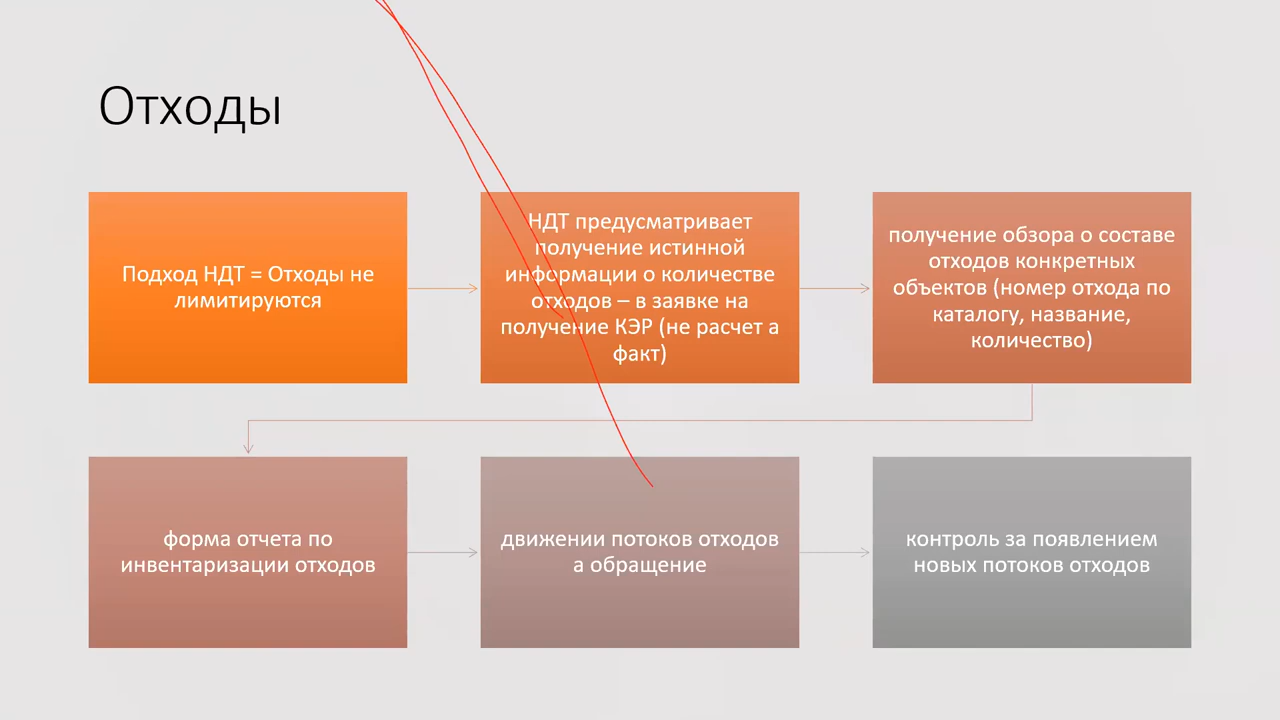 Отходы
Подход НДТ = Отходы не
лимитируются
НДТ предусматривает
получение истинной
информации о количестве
отходов – в заявке на
получение КЭР (не расчет а
факт)
получение обзора о составе
отходов конкретных
объектов (номер отхода по
каталогу, название,
количество)
форма отчета по
инвентаризации отходов
движении потоков отходов
а обращение
контроль за появлением
новых потоков отходов